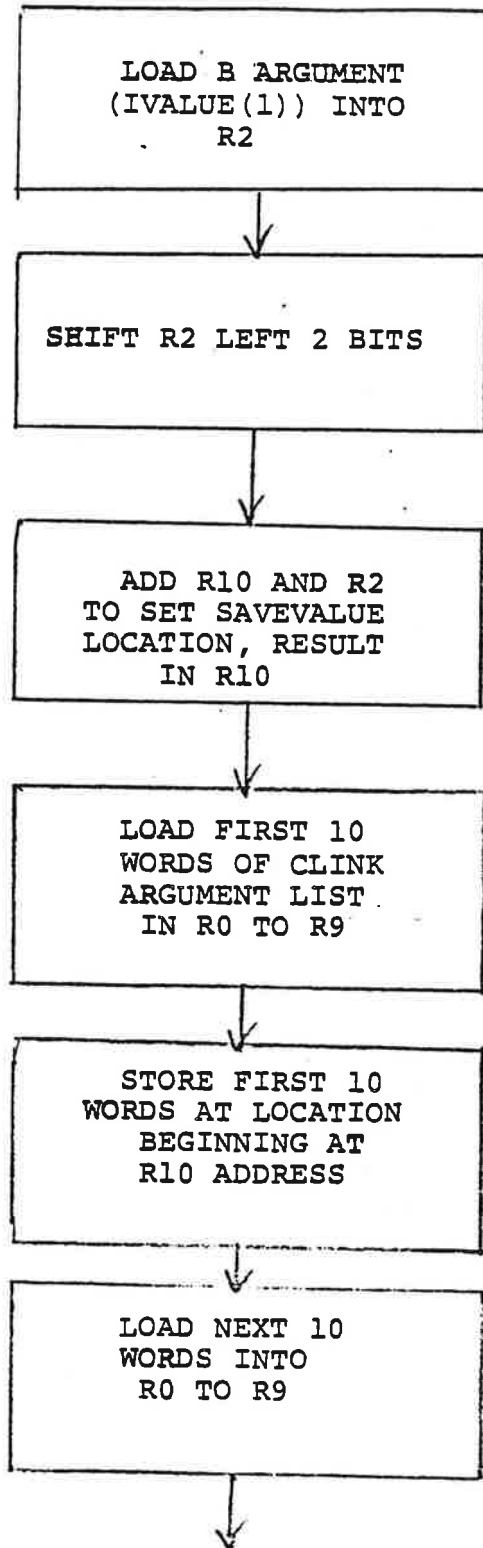 LOAD B ARGUMENT
(IVALUE(1)) INTO
R2
SHIFT R2 LEFT 2 BITS
ADD R10 AND R2
TO SET SAVEVALUE
LOCATION, RESULT
IN R10
LOAD FIRST 10
WORDS OF CLINK
ARGUMENT LIST
IN R0 TO R9
STORE FIRST 10
WORDS AT LOCATION
BEGINNING AT
R10 ADDRESS
LOAD NEXT 10
WORDS INTO
R0 TO R9